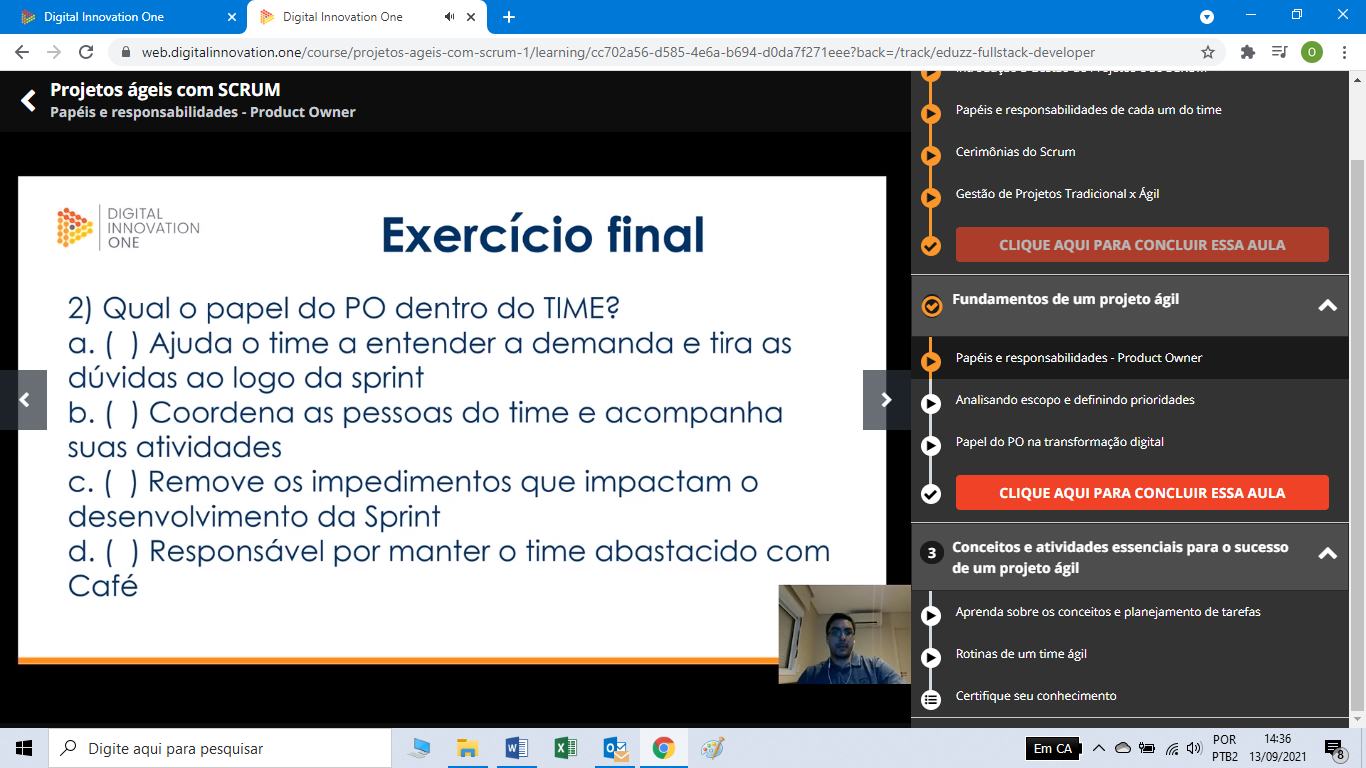 Digital Innovation One
Digital Innovation One
web.digitalinnovation.one/course/projetos-ageis-com-scrum-1/learning/cc702a56-d585-4e6a-b694-d0da7f271eee?back=/track/eduzz-fullstack-developer
O
Projetos ágeis com SCRUM
Papéis e responsabilidades - Product Owner
DIGITAL
INNOVATION
ONE
Exercício final
2) Qual o papel do PO dentro do TIME?
a. ( ) Ajuda o time a entender a demanda e tira as
dúvidas ao logo da sprint
b. ( ) Coordena as pessoas do time e acompanha
suas atividades
c. ( ) Remove os impedimentos que impactam o
desenvolvimento da Sprint
d. ( ) Responsável por manter o time abastacido com
Café
Papéis e responsabilidades de cada um do time
Cerimônias do Scrum
Gestão de Projetos Tradicional x Ágil
CLIQUE AQUI PARA CONCLUIR ESSA AULA
Fundamentos de um projeto ágil
Papéis e responsabilidades - Product Owner
Analisando escopo e definindo prioridades
Papel do PO na transformação digital
CLIQUE AQUI PARA CONCLUIR ESSA AULA
3
Conceitos e atividades essenciais para o sucesso
de um projeto ágil
Aprenda sobre os conceitos e planejamento de tarefas
Rotinas de um time ágil
Certifique seu conhecimento
Digite aqui para pesquisar
Em CA
POR
PTB2
14:36
13/09/2021
8